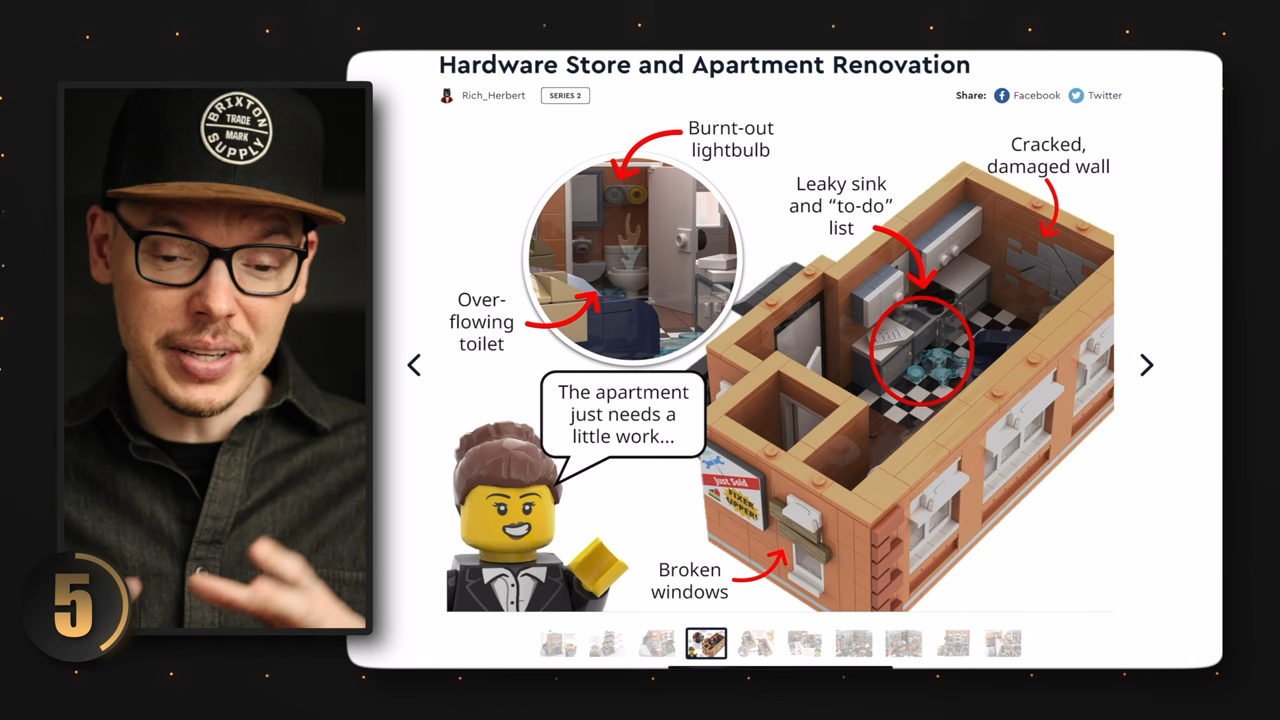 Hardware Store and Apartment Renovation
Rich_Herbert
SERIES 2
Share:
Facebook
Twitter
BRIXTON
TRADE
MARK
SUPPLY
Burnt-out
lightbulb
Cracked,
damaged wall
Leaky sink
and “to-do”
list
Over-
flowing
toilet
The apartment
just needs a
little work...
Just Sold
FIXER
UPPER!
Broken
windows
5